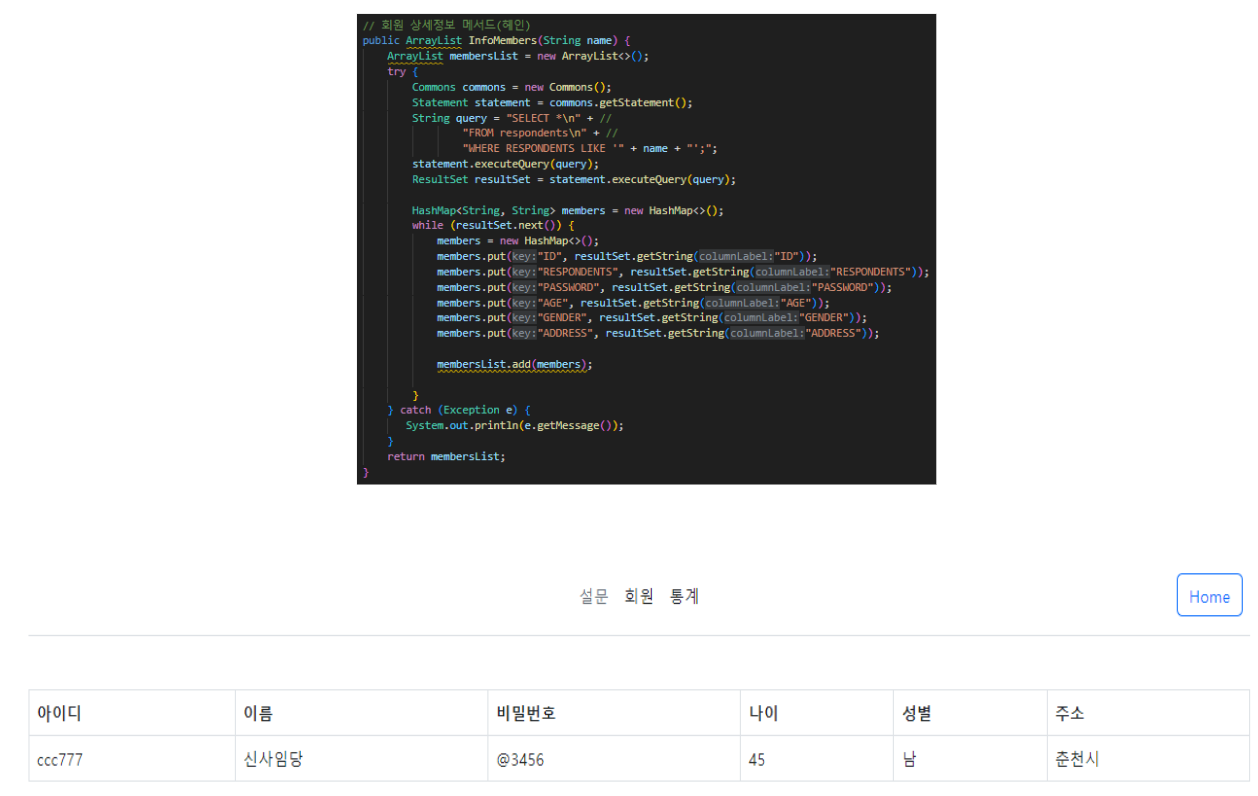 // 회원 상세정보 메서드(혜인)
public ArrayList InfoMembers(String name) {
ArrayList membersList = new ArrayList<>();
try {
Commons commons = new Commons();
Statement statement = commons.getStatement();
String query = "SELECT *\n" + //
"FROM respondents\n" + //
"WHERE RESPONDENTS LIKE '" + name + "';";
statement.executeQuery(query);
ResultSet resultSet = statement.executeQuery(query);
HashMap<String, String> members = new HashMap<>();
while (resultSet.next()) {
members = new HashMap<>();
members.put(key:"ID", resultSet.getString(columnLabel:"ID"));
members.put(key:"RESPONDENTS", resultSet.getString(columnLabel:"RESPONDENTS"));
members.put(key:"PASSWORD", resultSet.getString(columnLabel:"PASSWORD"));
members.put(key:"AGE", resultSet.getString(columnLabel:"AGE"));
members.put(key:"GENDER", resultSet.getString(columnLabel:"GENDER"));
members.put(key:"ADDRESS", resultSet.getString(columnLabel:"ADDRESS"));
membersList.add(members);
}
} catch (Exception e) {
System.out.println(e.getMessage());
}
return membersList;
}
설문 회원 통계 Home
아이디 이름 비밀번호 나이 성별 주소
ccc777 신사임당 @3456 45 남 춘천시